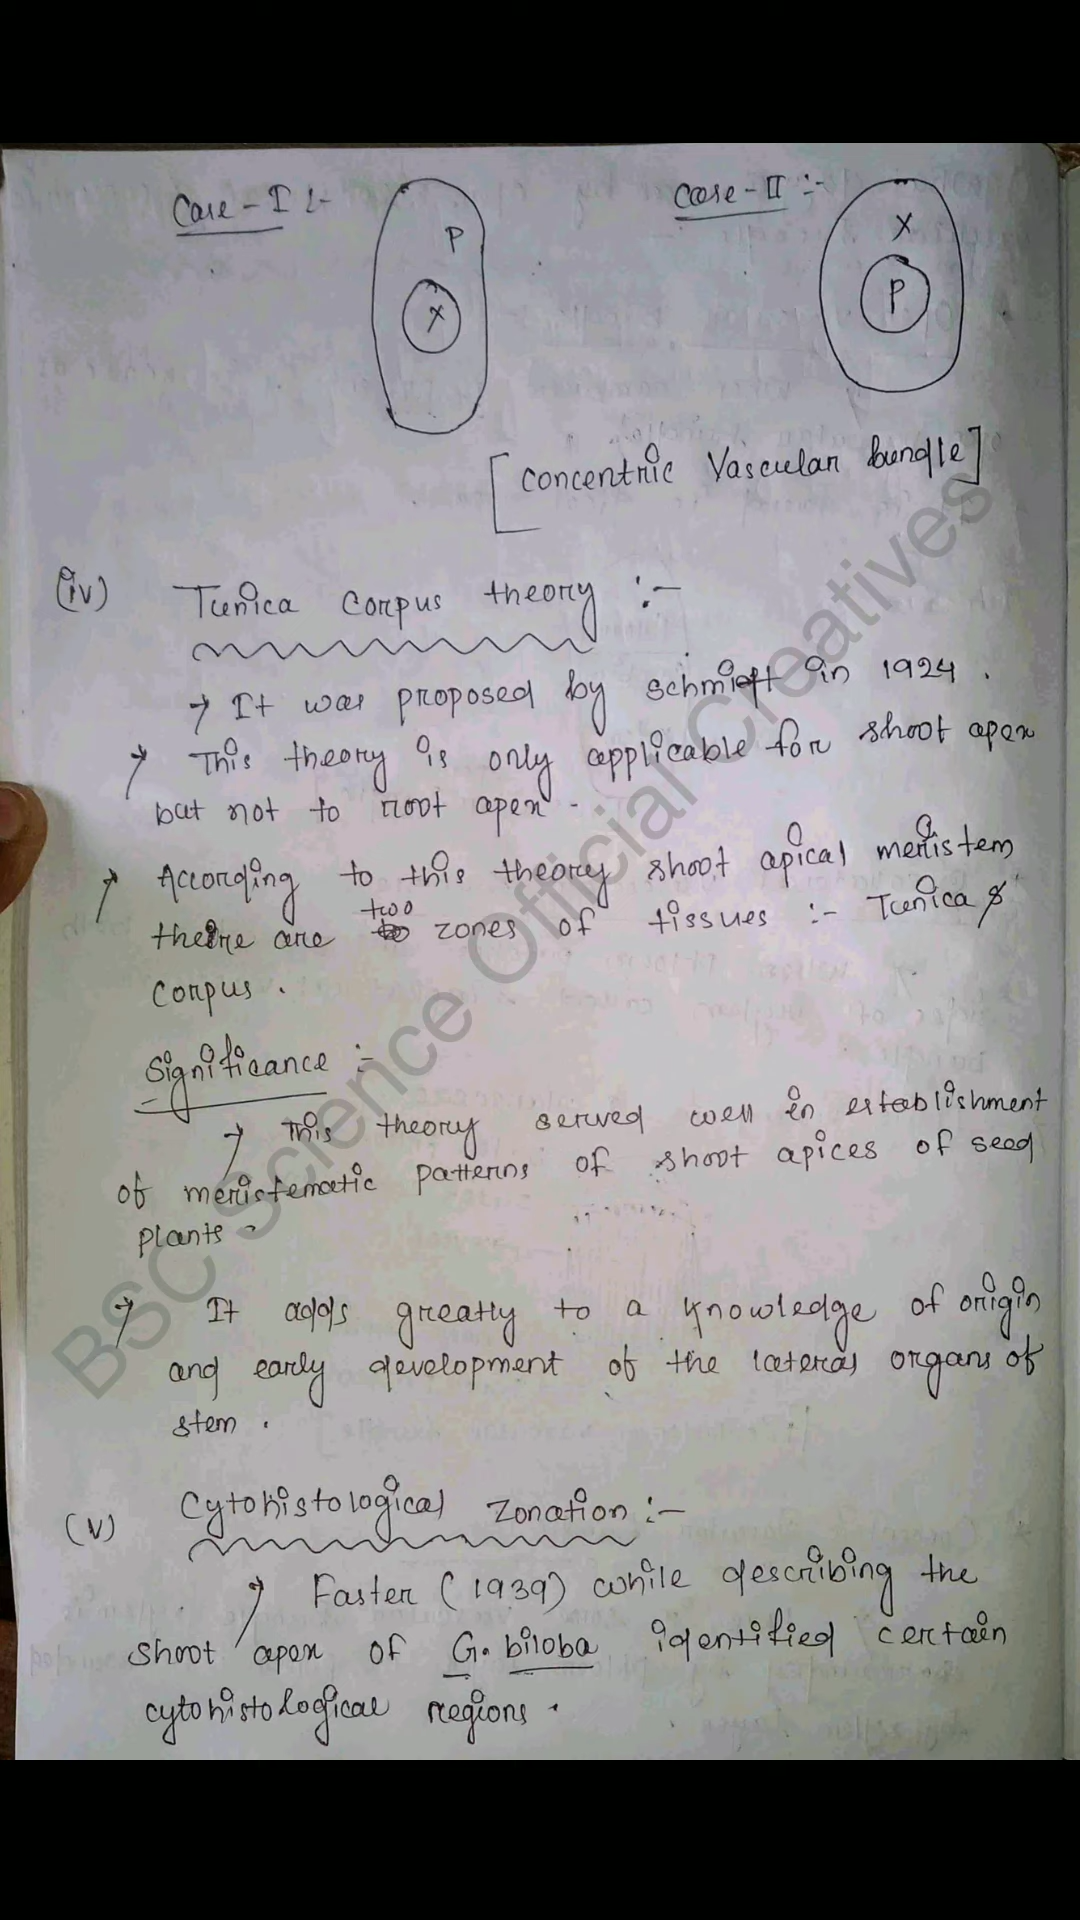 Case-I :-
Case-II :-
P
X
X
P
[Concentric Vascular bundle]
(iv) Tunica Corpus theory :-
→ It was proposed by Schmidt in 1924.
→ This theory is only applicable for shoot apex
but not to root apex.
→ According to this theory shoot apical meristem
there are two zones of tissues :- Tunica &
Corpus.
Significance :-
→ This theory served well in establishment
of meristematic patterns of shoot apices of seed
plants.
→ It adds greatly to a knowledge of origin
and early development of the lateral organs of
stem.
(v) Cytohistological Zonation :-
→ Faster (1939) while describing the
shoot apex of G. biloba identified certain
cytohistological regions.
BSC Science Official Creatives